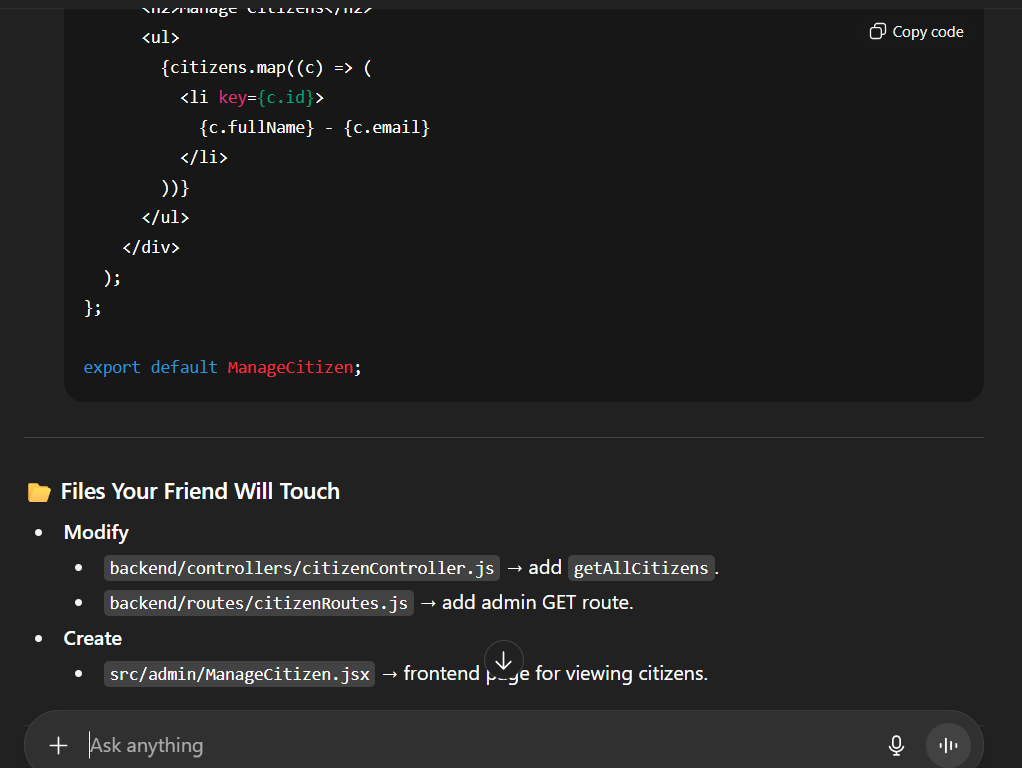 <h2>Manage Citizens</h2>
<ul>
Copy code
{citizens.map((c) => (
<li key={c.id}>
{c.fullName} - {c.email}
</li>
))}
</ul>
</div>
);
};
export default ManageCitizen;
Files Your Friend Will Touch
Modify
backend/controllers/citizenController.js → add getAllCitizens.
backend/routes/citizenRoutes.js → add admin GET route.
Create
src/admin/ManageCitizen.jsx → frontend page for viewing citizens.
Ask anything